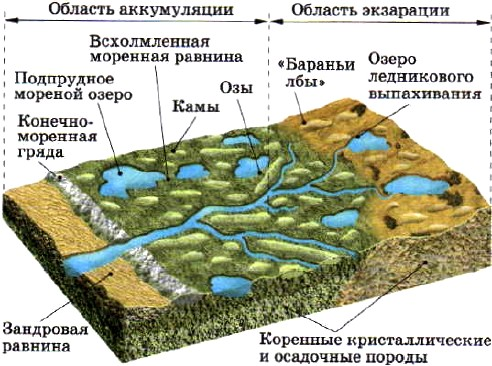 Область аккумуляции
Область экзарации
Всхолмленная
моренная равнина
«Бараньи
лбы»
Озеро
ледникового
выпахивания
Подпрудное
мореной озеро
Озы
Камы
Конечно-
моренная
гряда
Зандровая
равнина
Коренные кристаллические
и осадочные породы